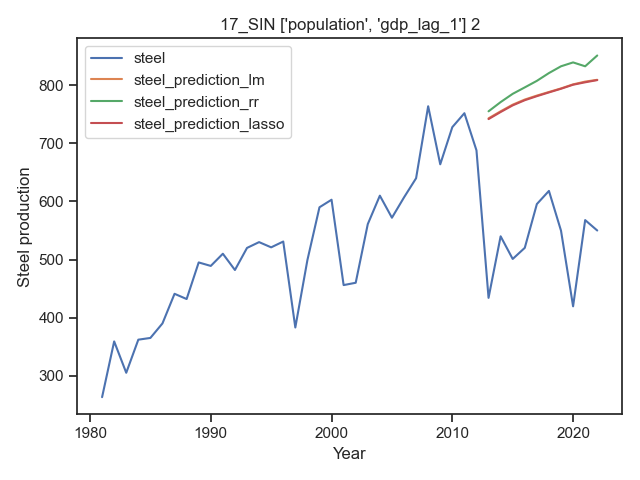 17_SIN ['population', 'gdp_lag_1'] 2
steel
steel_prediction_lm
steel_prediction_rr
steel_prediction_lasso
800
700
600
500
400
300
Steel production
1980
1990
2000
2010
2020
Year